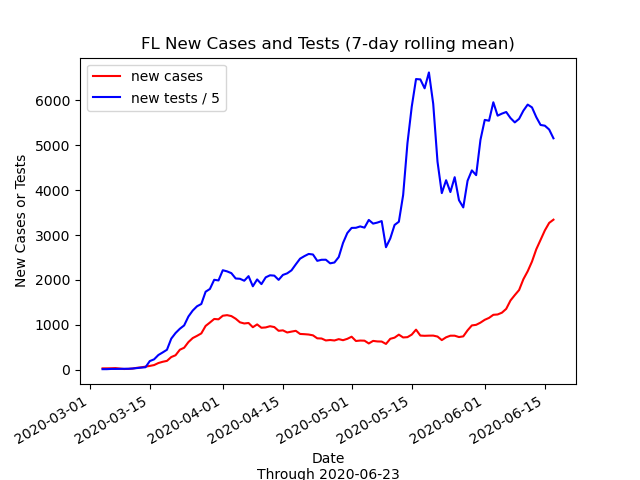 FL New Cases and Tests (7-day rolling mean)
new cases
new tests / 5
New Cases or Tests
6000
5000
4000
3000
2000
1000
0
2020-03-01
2020-03-15
2020-04-01
2020-04-15
2020-05-01
2020-05-15
2020-06-01
2020-06-15
Date
Through 2020-06-23